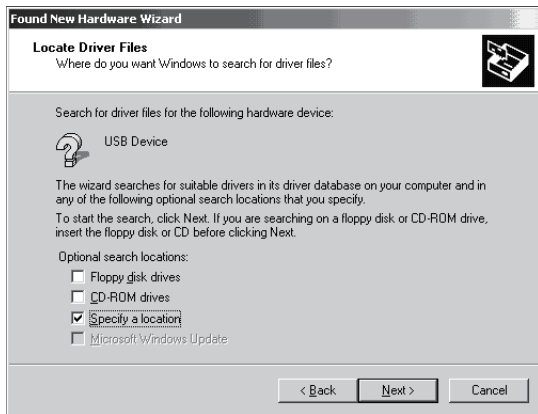 Found New Hardware Wizard
Locate Driver Files
Where do you want Windows to search for driver files?
Search for driver files for the following hardware device:
USB Device
The wizard searches for suitable drivers in its driver database on your computer and in
any of the following optional search locations that you specify.
To start the search, click Next. If you are searching on a floppy disk or CD-ROM drive,
insert the floppy disk or CD before clicking Next.
Optional search locations:
Floppy disk drives
CD-ROM drives
Specify a location
Microsoft Windows Update
< Back Next > Cancel